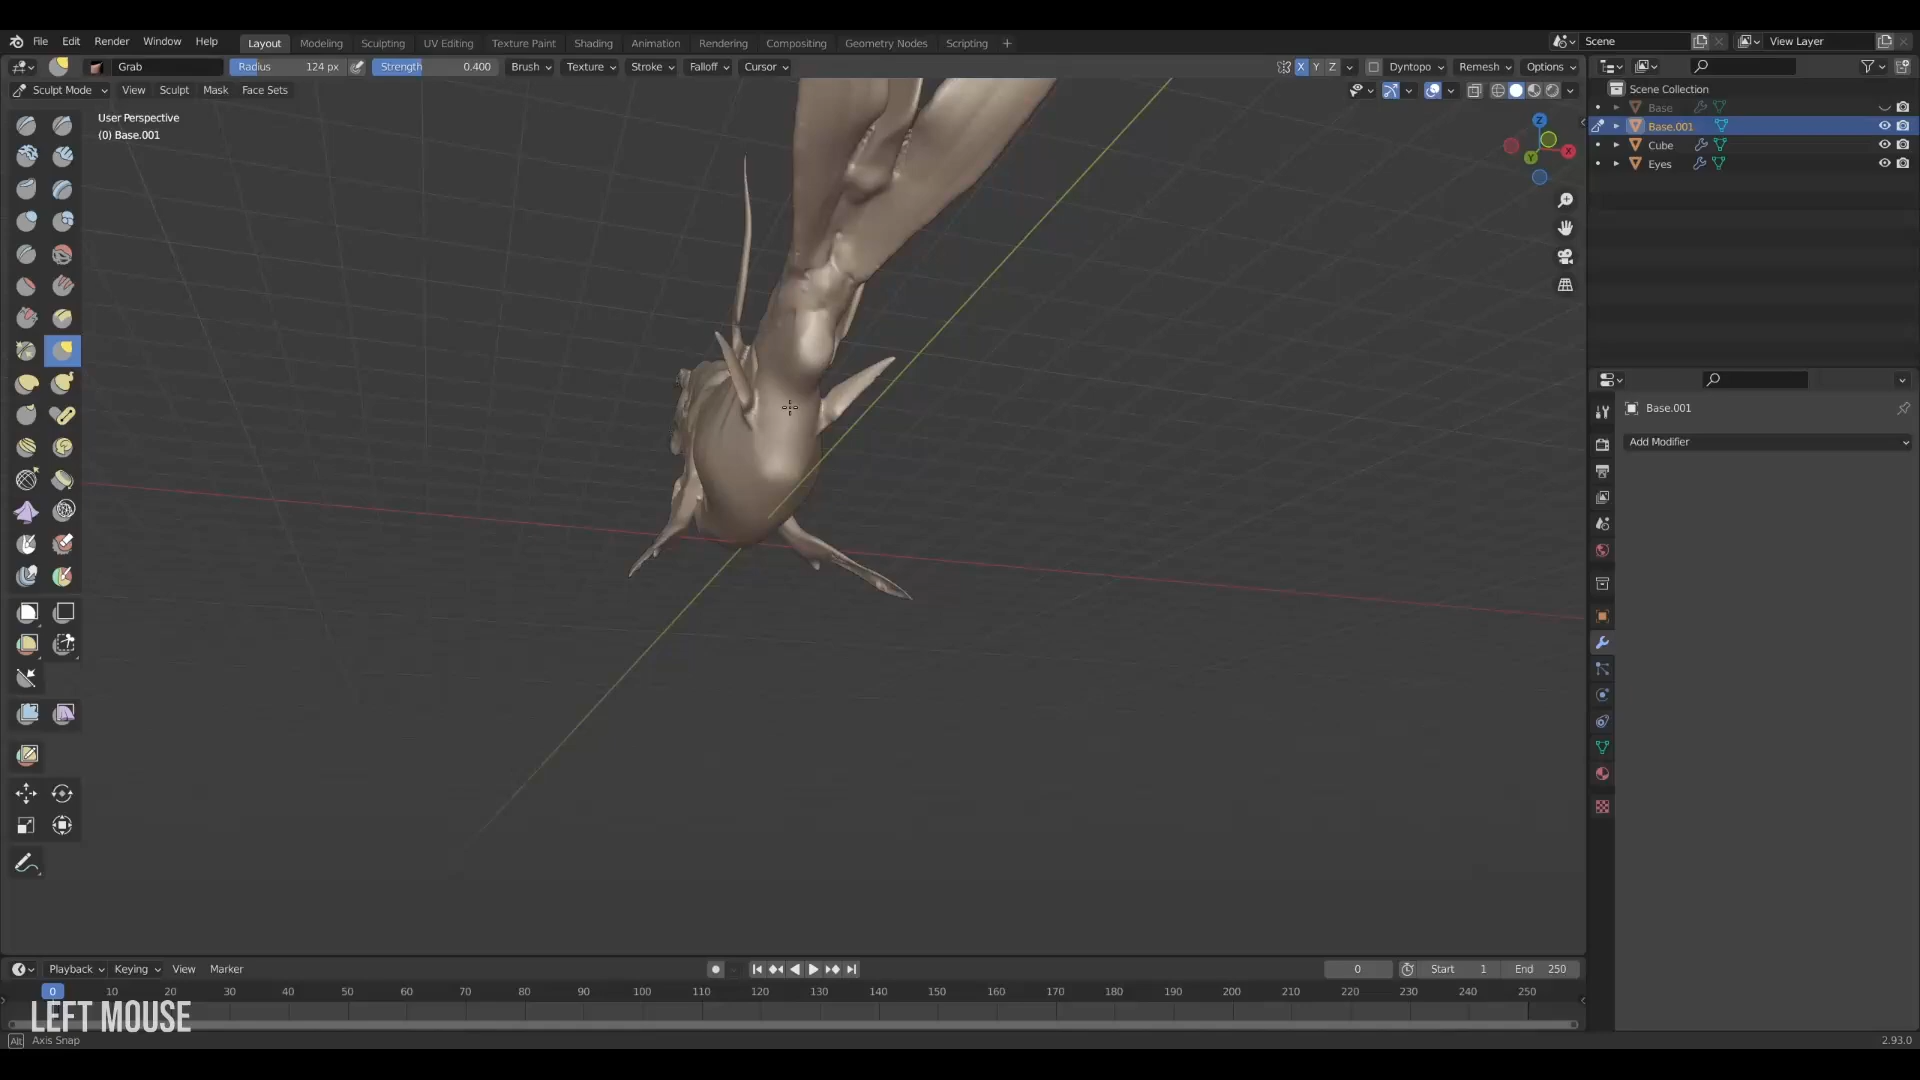 File Edit Render Window Help Layout Modeling Sculpting UV Editing Texture Paint Shading Animation Rendering Compositing Geometry Nodes Scripting + Scene View Layer
Grab Radius 124 px Strength 0.400 Brush Texture Stroke Falloff Cursor X Y Z Dyntopo Remesh Options
Sculpt Mode View Sculpt Mask Face Sets
User Perspective
(0) Base.001
Z
X
Y
Scene Collection
Base
Base.001
Cube
Eyes
Base.001
Add Modifier
Playback Keying View Marker 0 Start 1 End 250
0 10 20 30 40 50 60 70 80 90 100 110 120 130 140 150 160 170 180 190 200 210 220 230 240 250
LEFT MOUSE
Alt Axis Snap 2.93.0